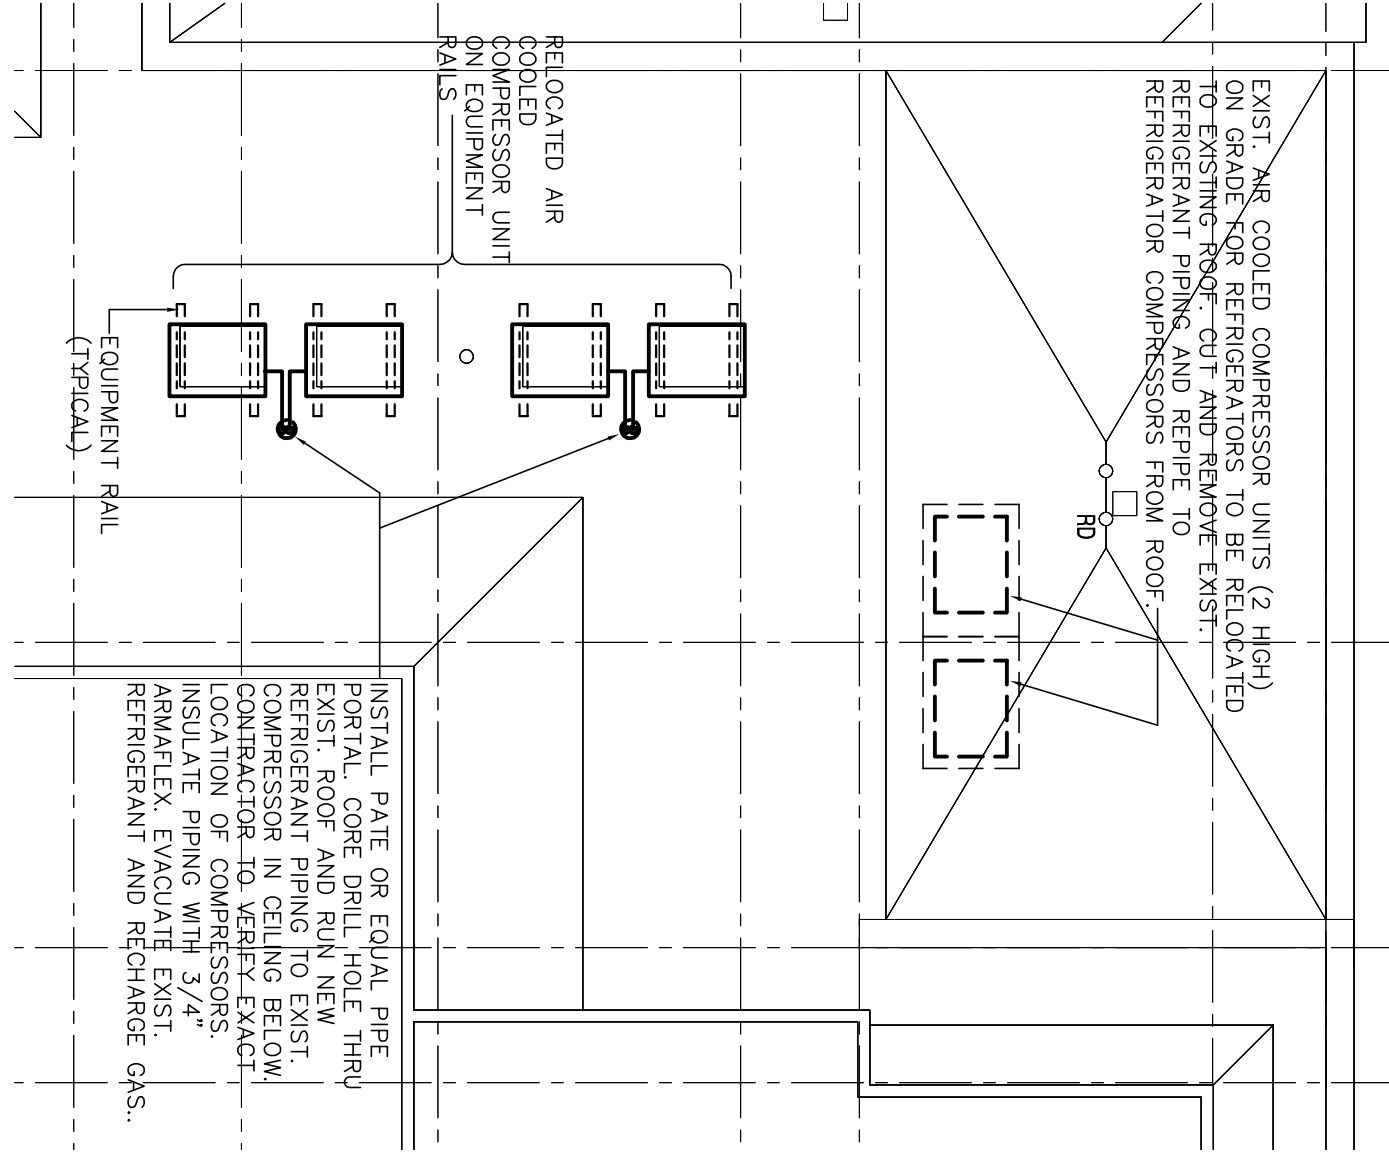 EXIST. AIR COOLED COMPRESSOR UNITS (2 HIGH)
ON GRADE FOR REFRIGERATORS TO BE RELOCATED
TO EXISTING ROOF. CUT AND REMOVE EXIST.
REFRIGERANT PIPING AND REPIPE TO
REFRIGERATOR COMPRESSORS FROM ROOF.
RD
RELOCATED AIR
COOLED
COMPRESSOR UNIT
ON EQUIPMENT
RAILS
EQUIPMENT RAIL
(TYPICAL)
INSTALL PATE OR EQUAL PIPE
PORTAL. CORE DRILL HOLE THRU
EXIST. ROOF AND RUN NEW
REFRIGERANT PIPING TO EXIST.
COMPRESSOR IN CEILING BELOW.
CONTRACTOR TO VERIFY EXACT
LOCATION OF COMPRESSORS.
INSULATE PIPING WITH 3/4"
ARMAFLEX. EVACUATE EXIST.
REFRIGERANT AND RECHARGE GAS..